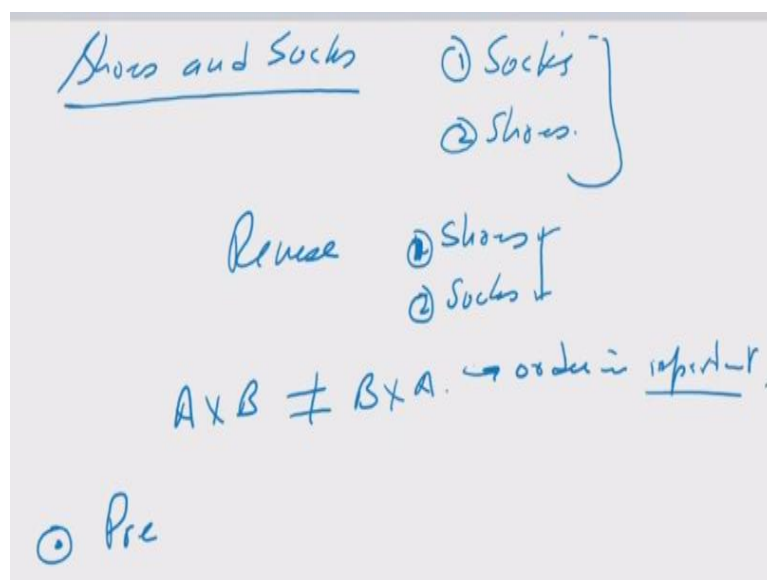 Shoes and Socks ① Socks
② Shoes.
Reverse ① Shoes
② Socks
A X B ≠ B X A. → order is important.
⊙ Pre